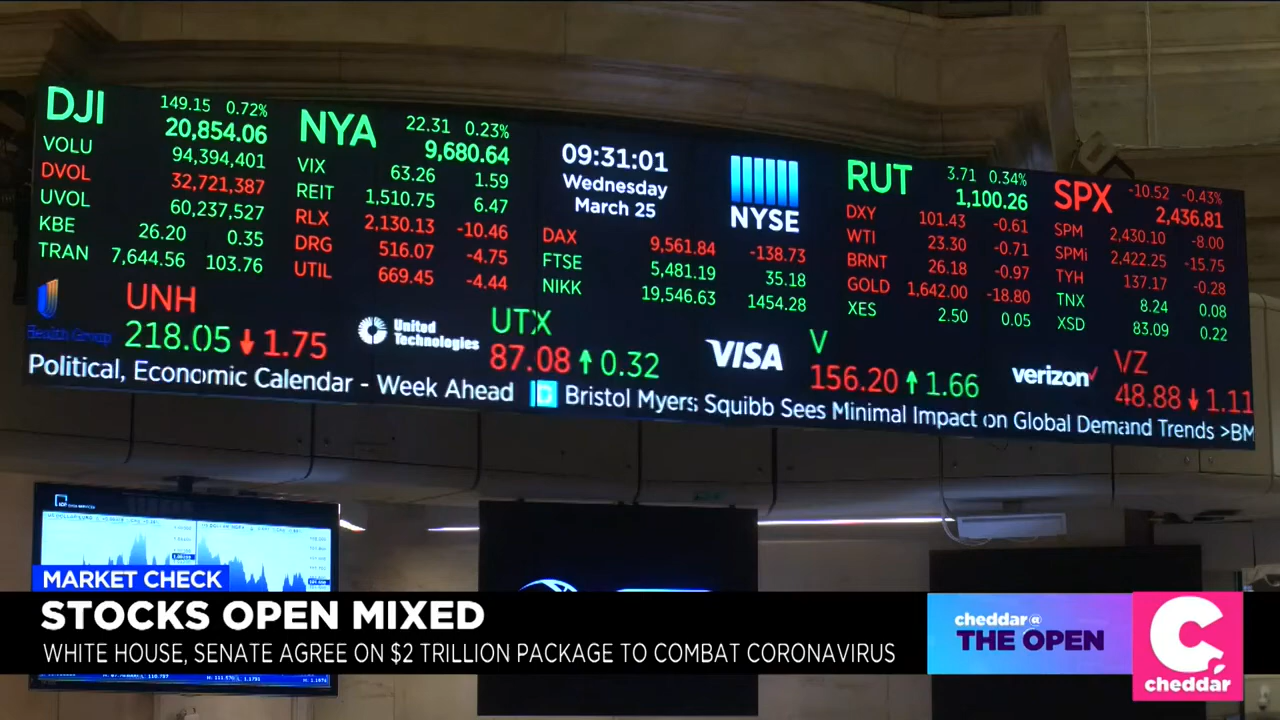 DJI 149.15 0.72%
20,854.06
VOLU 94,394,401
DVOL 32,721,387
UVOL 60,237,527
KBE 26.20 0.35
TRAN 7,644.56 103.76
NYA 22.31 0.23%
9,680.64
VIX 63.26 1.59
REIT 1,510.75 6.47
RLX 2,130.13 -10.46
DRG 516.07 -4.75
UTIL 669.45 -4.44
09:31:01
Wednesday
March 25
NYSE
DAX 9,561.84 -138.73
FTSE 5,481.19 35.18
NIKK 19,546.63 1454.28
RUT 3.71 0.34%
1,100.26
DXY 101.43 -0.61
WTI 23.30 -0.71
BRNT 26.18 -0.97
GOLD 1,642.00 -18.80
XES 2.50 0.05
SPX -10.52 -0.43%
2,436.81
SPM 2,430.10 -8.00
SPMi 2,422.25 -15.75
TYH 137.17 -0.28
TNX 8.24 0.08
XSD 83.09 0.22
Health Group
UNH
218.05 ↓ 1.75
United
Technologies
UTX
87.08 ↑ 0.32
VISA
V
156.20 ↑ 1.66
verizon
VZ
48.88 ↓ 1.11
Political, Economic Calendar - Week Ahead D Bristol Myers Squibb Sees Minimal Impact on Global Demand Trends >BM
MARKET CHECK
STOCKS OPEN MIXED
WHITE HOUSE, SENATE AGREE ON $2 TRILLION PACKAGE TO COMBAT CORONAVIRUS
cheddar@
THE OPEN
C
cheddar